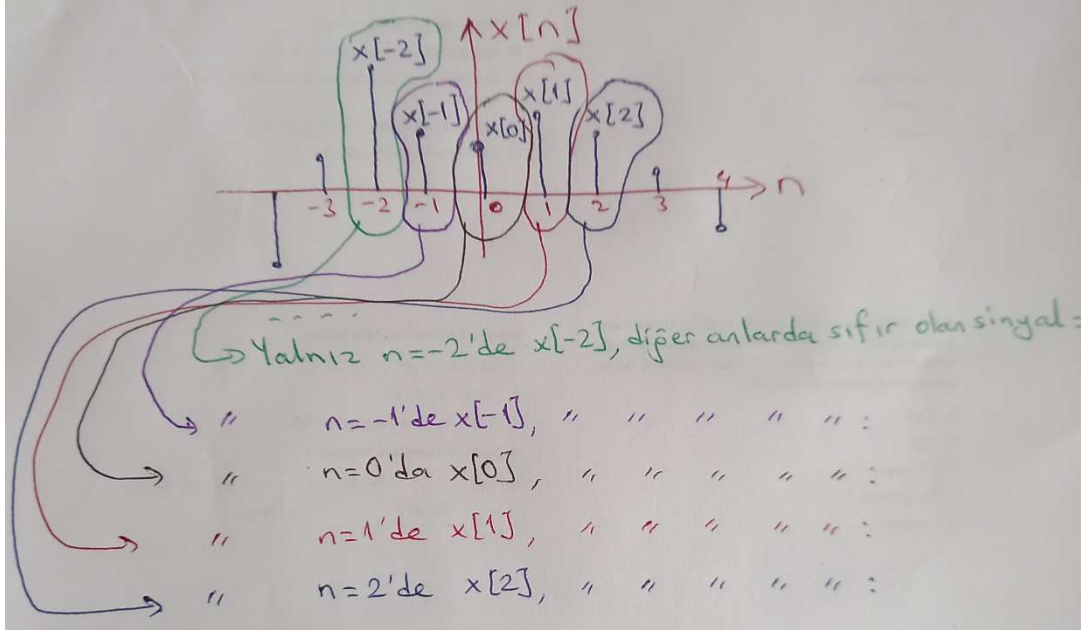 x[n]
x[-2]
x[-1] x[0] x[1] x[2]
-3 -2 -1 0 1 2 3 4 n
Yalnız n=-2'de x[-2], diğer anlarda sıfır olan sinyal:
〃 n=-1'de x[-1], 〃 〃 〃 〃 〃 :
〃 n=0'da x[0], 〃 〃 〃 〃 〃 :
〃 n=1'de x[1], 〃 〃 〃 〃 〃 :
〃 n=2'de x[2], 〃 〃 〃 〃 〃 :